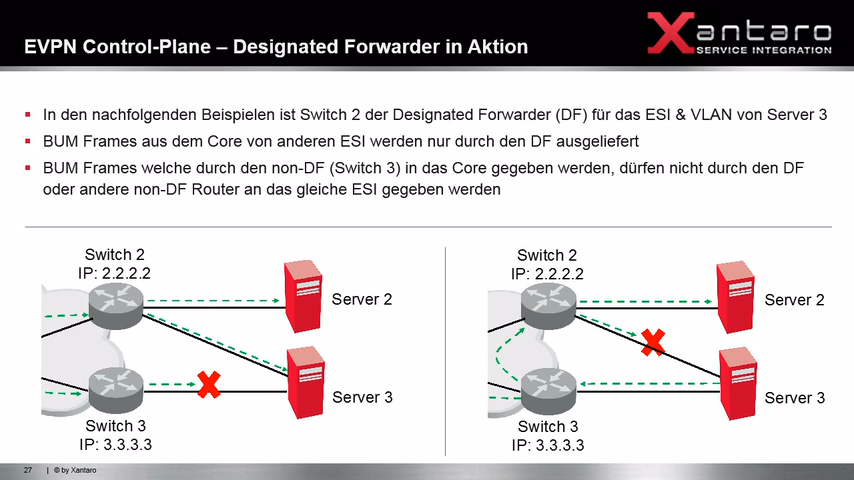 EVPN Control-Plane – Designated Forwarder in Aktion
Xantaro
SERVICE INTEGRATION
In den nachfolgenden Beispielen ist Switch 2 der Designated Forwarder (DF) für das ESI & VLAN von Server 3
BUM Frames aus dem Core von anderen ESI werden nur durch den DF ausgeliefert
BUM Frames welche durch den non-DF (Switch 3) in das Core gegeben werden, dürfen nicht durch den DF
oder andere non-DF Router an das gleiche ESI gegeben werden
Switch 2
IP: 2.2.2.2
Server 2
Server 3
Switch 3
IP: 3.3.3.3
Switch 2
IP: 2.2.2.2
Server 2
Server 3
Switch 3
IP: 3.3.3.3
27 | © by Xantaro